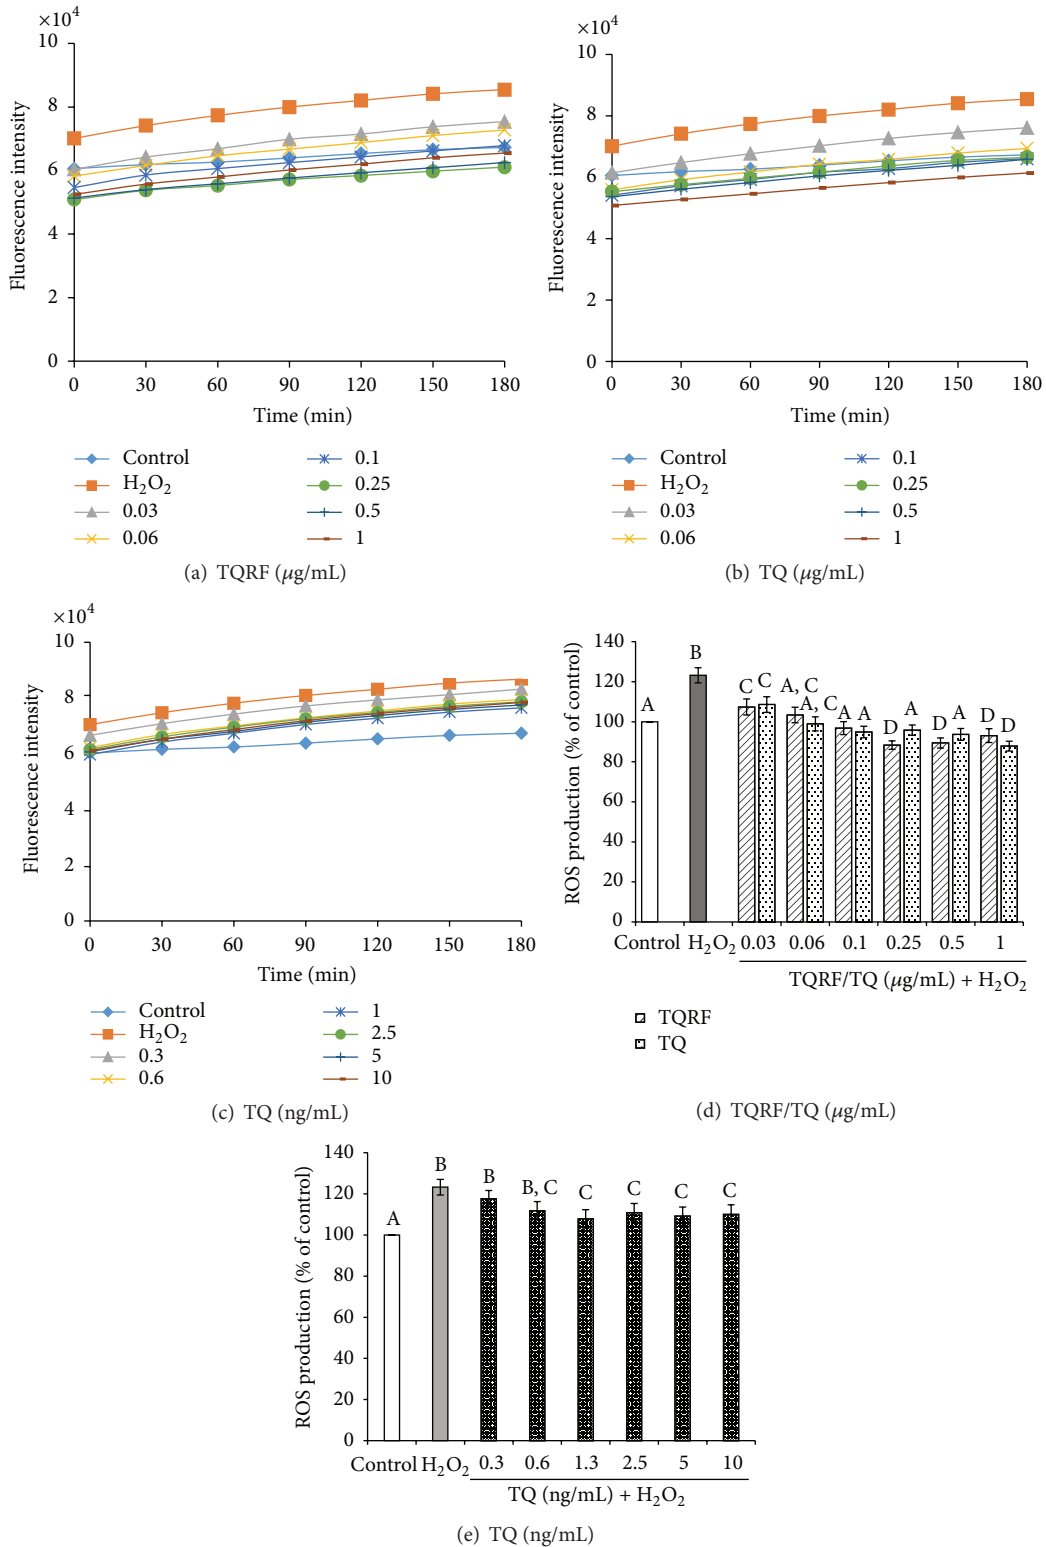 ×10⁴
10
8
6
4
2
0
Fluorescence intensity
0 30 60 90 120 150 180
Time (min)
Control 0.1
H₂O₂ 0.25
0.03 0.5
0.06 1
(a) TQRF (μg/mL)
×10⁴
10
8
6
4
2
0
Fluorescence intensity
0 30 60 90 120 150 180
Time (min)
Control 0.1
H₂O₂ 0.25
0.03 0.5
0.06 1
(b) TQ (μg/mL)
×10⁴
10
8
6
4
2
0
Fluorescence intensity
0 30 60 90 120 150 180
Time (min)
Control 1
H₂O₂ 2.5
0.3 5
0.6 10
(c) TQ (ng/mL)
140
120
100
80
60
40
20
0
ROS production (% of control)
A B C C A, C A, C A A D A D A D D
Control H₂O₂ 0.03 0.06 0.1 0.25 0.5 1
TQRF/TQ (μg/mL) + H₂O₂
TQRF
TQ
(d) TQRF/TQ (μg/mL)
140
120
100
80
60
40
20
0
ROS production (% of control)
A B B B, C C C C C
Control H₂O₂ 0.3 0.6 1.3 2.5 5 10
TQ (ng/mL) + H₂O₂
(e) TQ (ng/mL)